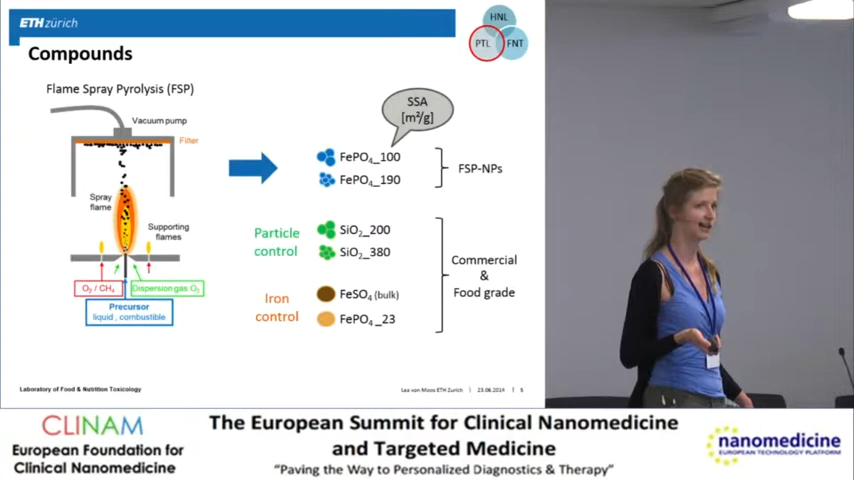 ETH zürich
HNL
PTL
FNT
Compounds
Flame Spray Pyrolysis (FSP)
Vacuum pump
Filter
Spray
flame
Supporting
flames
O₂ / CH₄
Dispersion gas O₂
Precursor
liquid , combustible
SSA
[m²/g]
FePO₄_100
FePO₄_190
FSP-NPs
Particle
control
SiO₂_200
SiO₂_380
Iron
control
FeSO₄ (bulk)
FePO₄_23
Commercial
&
Food grade
Laboratory of Food & Nutrition Toxicology
Lea von Moos ETH Zurich | 23.06.2014 | 5
CLINAM
European Foundation for
Clinical Nanomedicine
The European Summit for Clinical Nanomedicine
and Targeted Medicine
“Paving the Way to Personalized Diagnostics & Therapy”
nanomedicine
EUROPEAN TECHNOLOGY PLATFORM